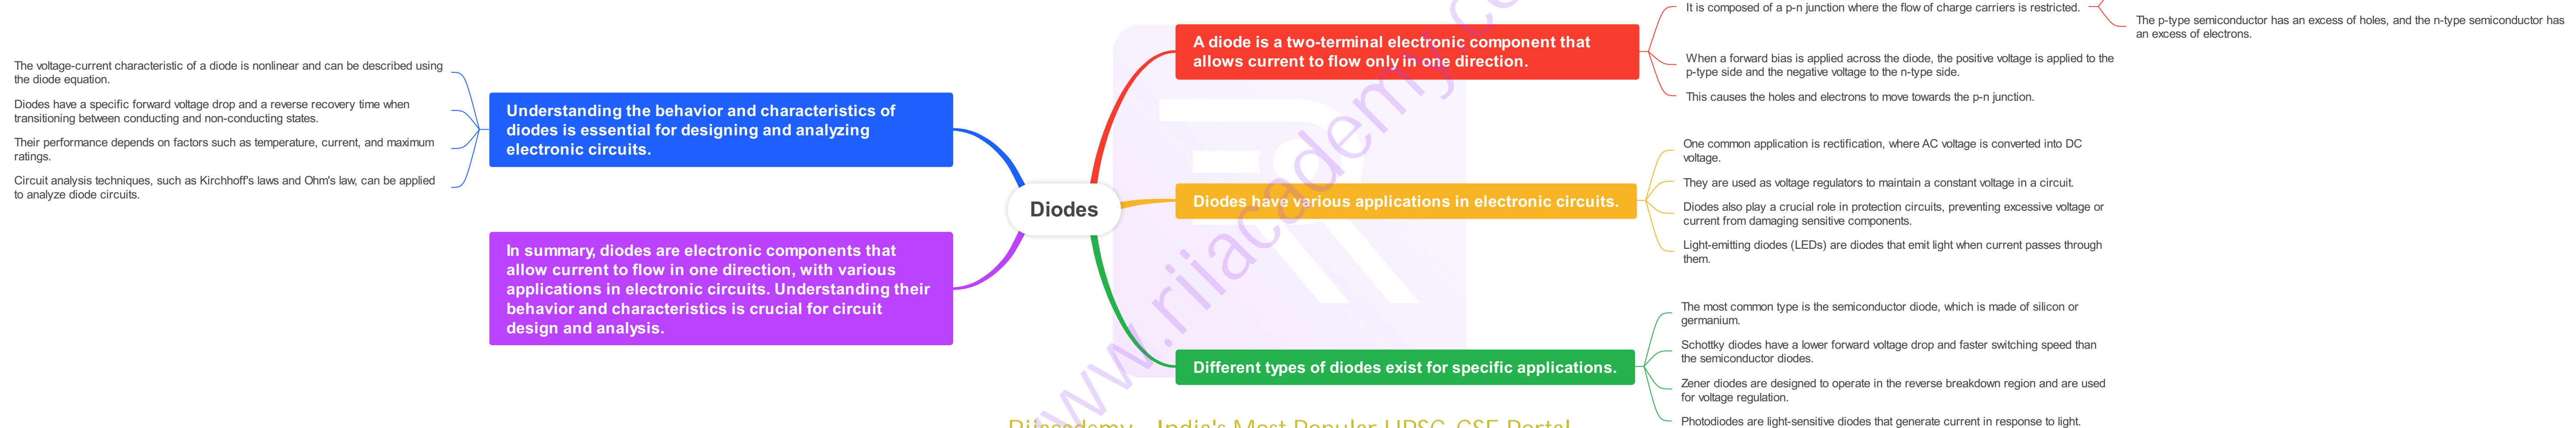 The voltage-current characteristic of a diode is nonlinear and can be described using
the diode equation.
Diodes have a specific forward voltage drop and a reverse recovery time when
transitioning between conducting and non-conducting states.
Their performance depends on factors such as temperature, current, and maximum
ratings.
Circuit analysis techniques, such as Kirchhoff's laws and Ohm's law, can be applied
to analyze diode circuits.
Understanding the behavior and characteristics of
diodes is essential for designing and analyzing
electronic circuits.
In summary, diodes are electronic components that
allow current to flow in one direction, with various
applications in electronic circuits. Understanding their
behavior and characteristics is crucial for circuit
design and analysis.
Diodes
A diode is a two-terminal electronic component that
allows current to flow only in one direction.
It is composed of a p-n junction where the flow of charge carriers is restricted.
The p-type semiconductor has an excess of holes, and the n-type semiconductor has
an excess of electrons.
When a forward bias is applied across the diode, the positive voltage is applied to the
p-type side and the negative voltage to the n-type side.
This causes the holes and electrons to move towards the p-n junction.
Diodes have various applications in electronic circuits.
One common application is rectification, where AC voltage is converted into DC
voltage.
They are used as voltage regulators to maintain a constant voltage in a circuit.
Diodes also play a crucial role in protection circuits, preventing excessive voltage or
current from damaging sensitive components.
Light-emitting diodes (LEDs) are diodes that emit light when current passes through
them.
Different types of diodes exist for specific applications.
The most common type is the semiconductor diode, which is made of silicon or
germanium.
Schottky diodes have a lower forward voltage drop and faster switching speed than
the semiconductor diodes.
Zener diodes are designed to operate in the reverse breakdown region and are used
for voltage regulation.
Photodiodes are light-sensitive diodes that generate current in response to light.
India's Most Popular UPSC-CSE Portal